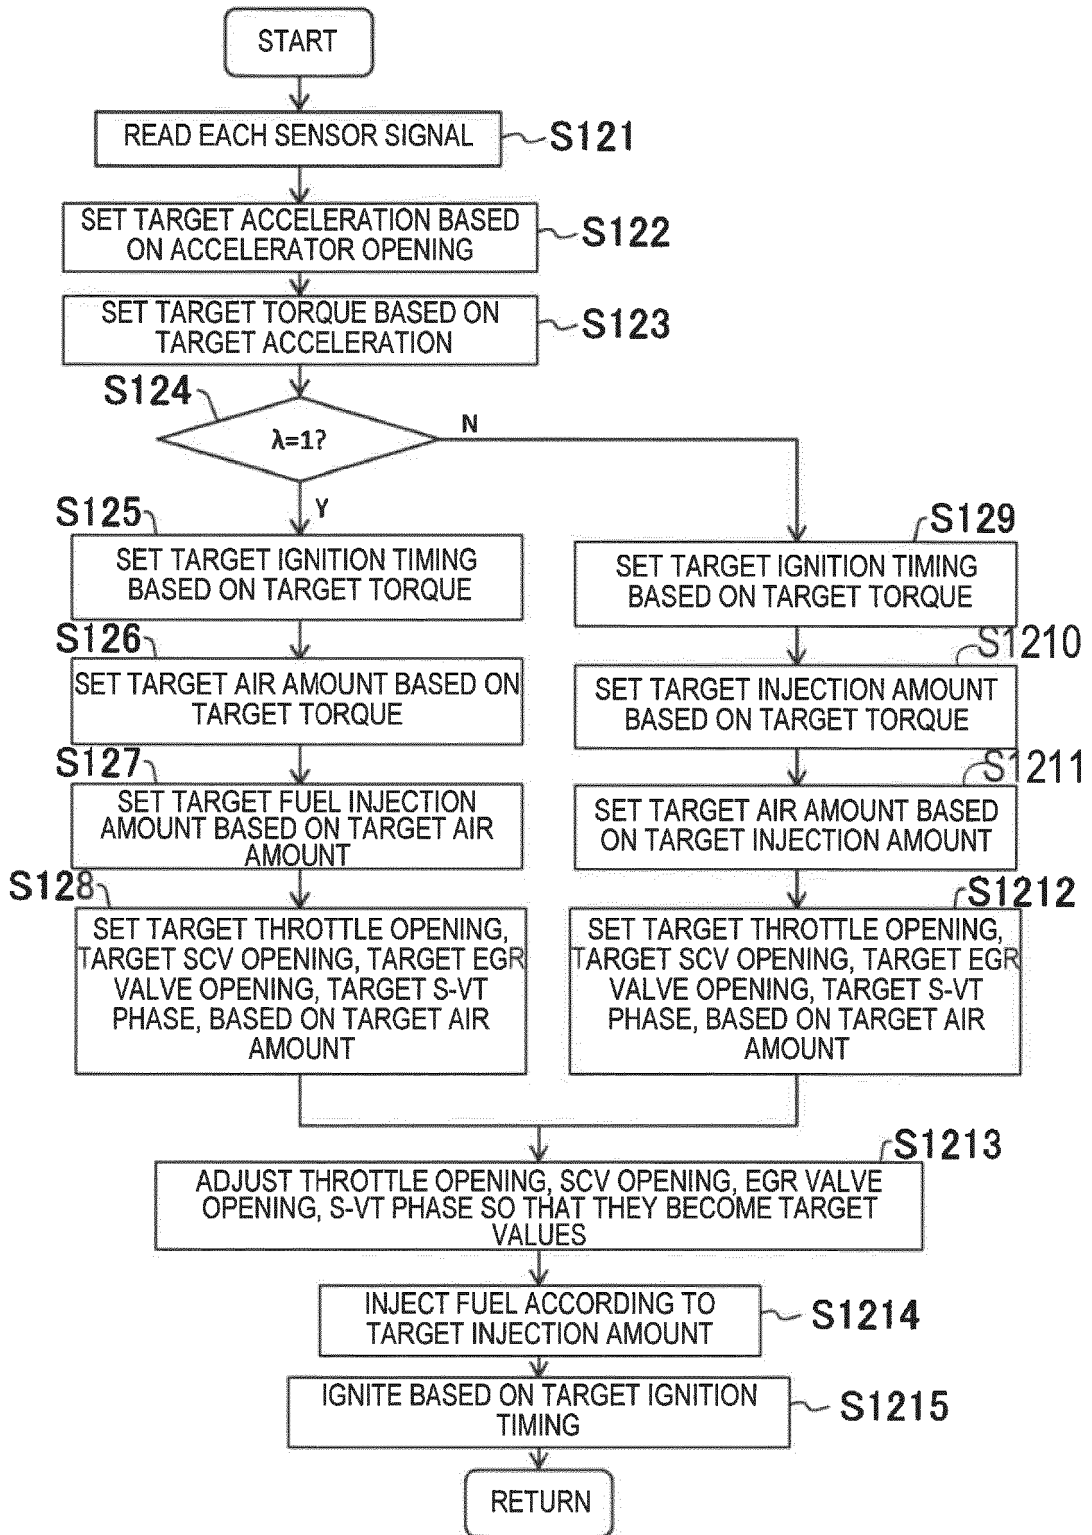 START
READ EACH SENSOR SIGNAL
S121
SET TARGET ACCELERATION BASED
ON ACCELERATOR OPENING
S122
SET TARGET TORQUE BASED ON
TARGET ACCELERATION
S123
S124
λ=1?
N
Y
S125
SET TARGET IGNITION TIMING
BASED ON TARGET TORQUE
S126
SET TARGET AIR AMOUNT BASED ON
TARGET TORQUE
S127
SET TARGET FUEL INJECTION
AMOUNT BASED ON TARGET AIR
AMOUNT
S128
SET TARGET THROTTLE OPENING,
TARGET SCV OPENING, TARGET EGR
VALVE OPENING, TARGET S-VT
PHASE, BASED ON TARGET AIR
AMOUNT
S129
SET TARGET IGNITION TIMING
BASED ON TARGET TORQUE
S1210
SET TARGET INJECTION AMOUNT
BASED ON TARGET TORQUE
S1211
SET TARGET AIR AMOUNT BASED
ON TARGET INJECTION AMOUNT
S1212
SET TARGET THROTTLE OPENING,
TARGET SCV OPENING, TARGET EGR
VALVE OPENING, TARGET S-VT
PHASE, BASED ON TARGET AIR
AMOUNT
S1213
ADJUST THROTTLE OPENING, SCV OPENING, EGR VALVE
OPENING, S-VT PHASE SO THAT THEY BECOME TARGET
VALUES
INJECT FUEL ACCORDING TO
TARGET INJECTION AMOUNT
S1214
IGNITE BASED ON TARGET IGNITION
TIMING
S1215
RETURN